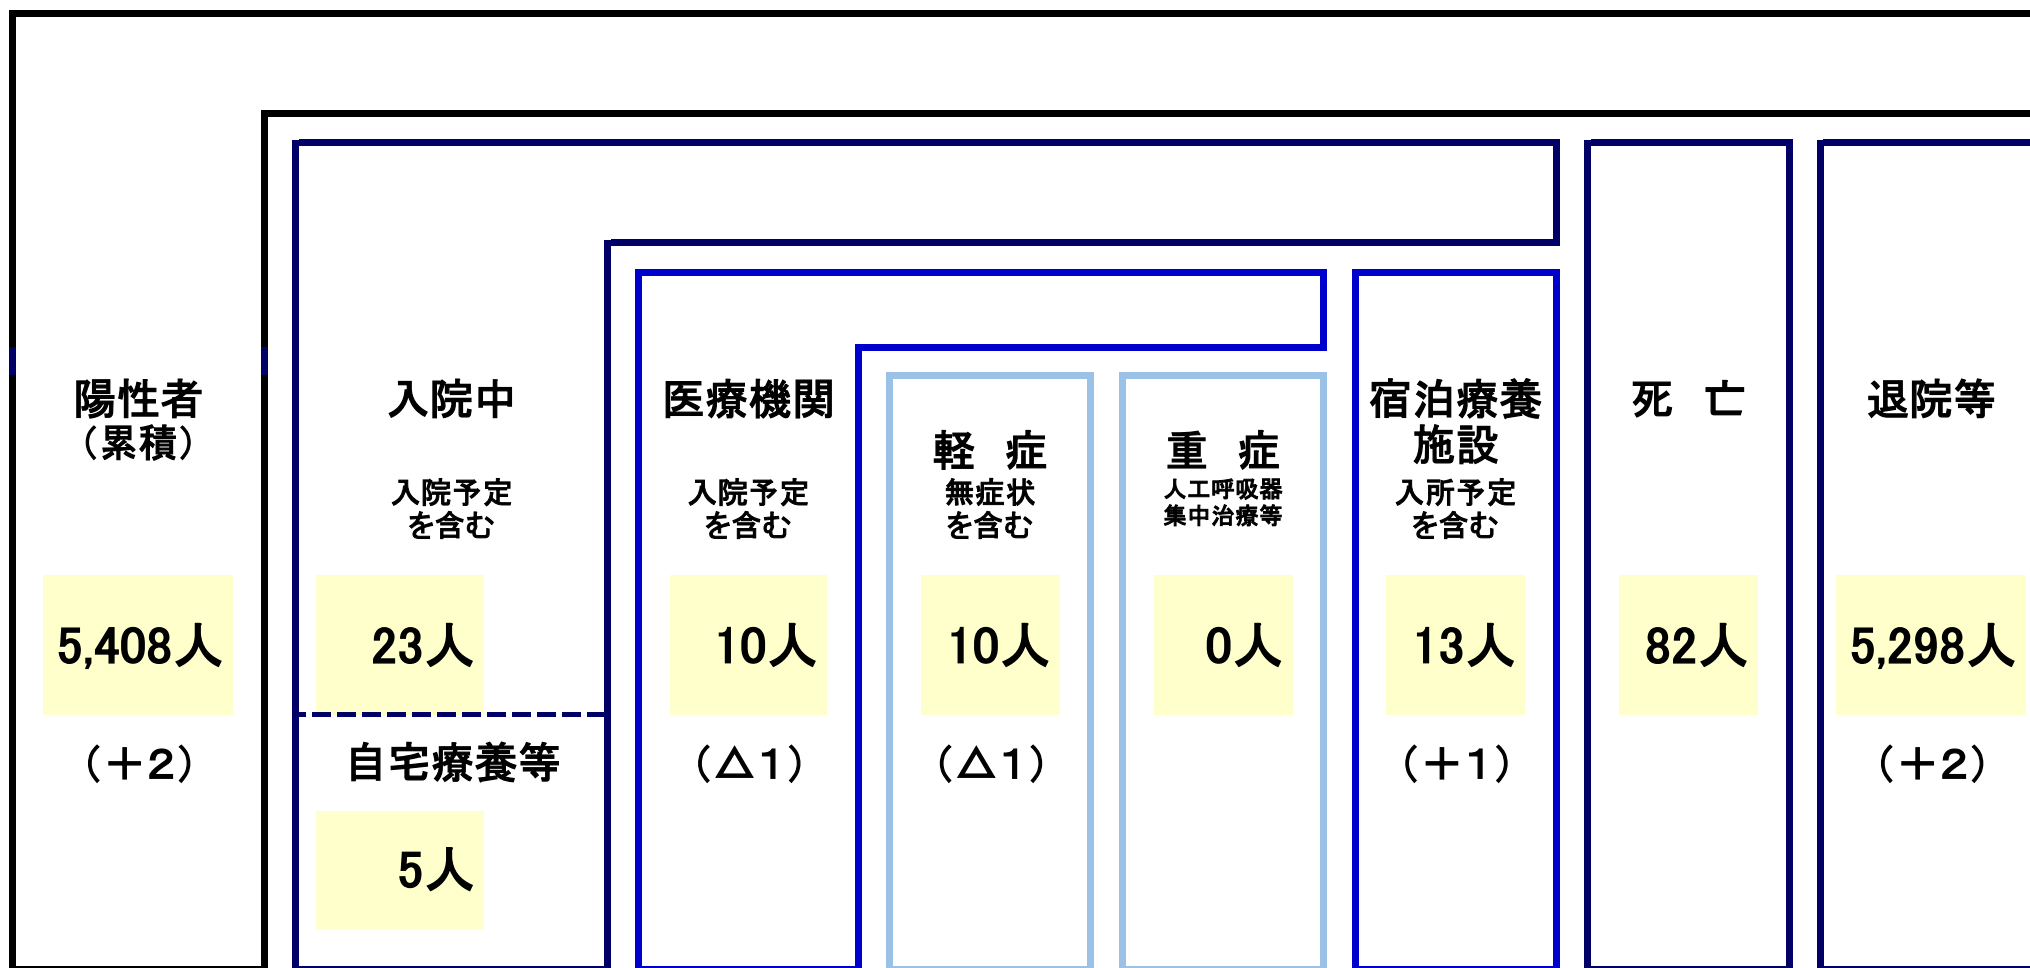 陽性者
（累積）
5,408人
（＋2）
入院中
入院予定
を含む
23人
自宅療養等
5人
医療機関
入院予定
を含む
10人
（△1）
軽　症
無症状
を含む
10人
（△1）
重　症
人工呼吸器
集中治療等
0人
宿泊療養
施設
入所予定
を含む
13人
（＋1）
死　亡
82人
退院等
5,298人
（＋2）